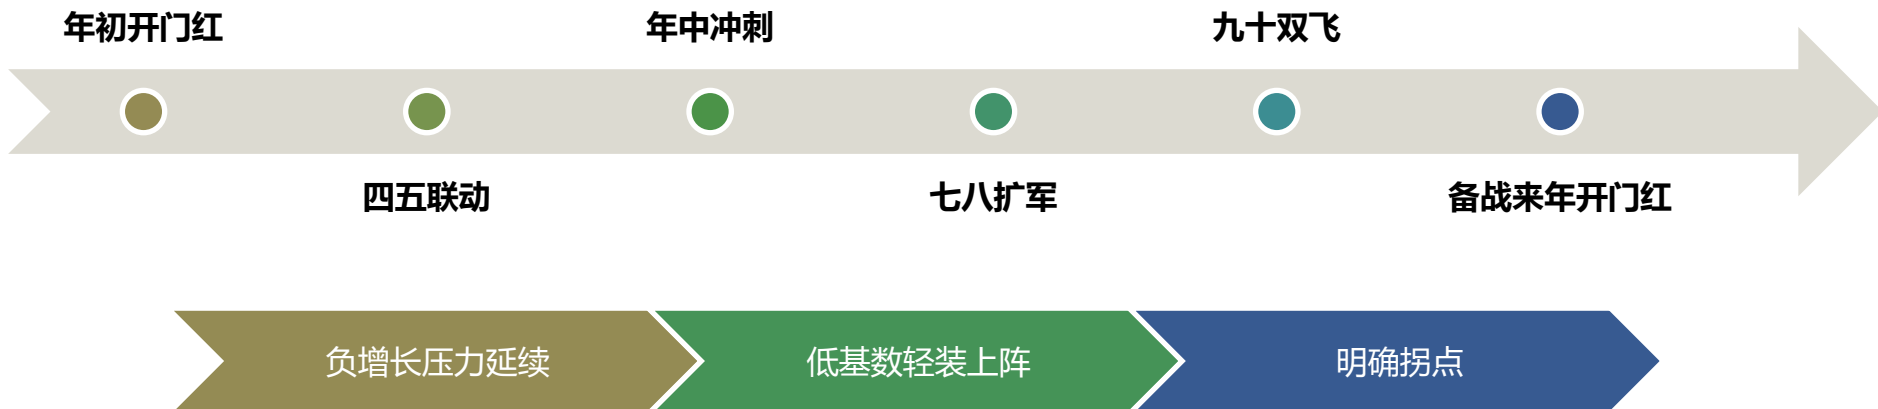 年初开门红
年中冲刺
九十双飞
四五联动
七八扩军
备战来年开门红
负增长压力延续
低基数轻装上阵
明确拐点